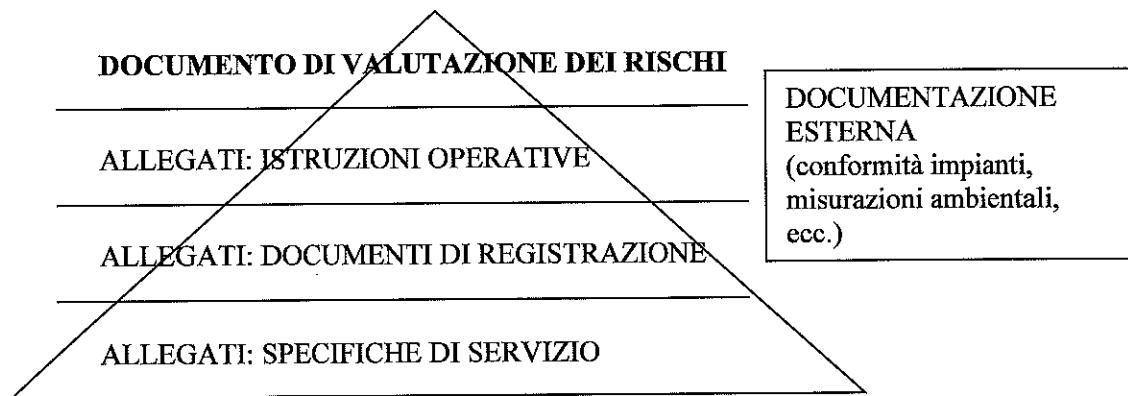 DOCUMENTO DI VALUTAZIONE DEI RISCHI
ALLEGATI: ISTRUZIONI OPERATIVE
ALLEGATI: DOCUMENTI DI REGISTRAZIONE
ALLEGATI: SPECIFICHE DI SERVIZIO
DOCUMENTAZIONE
ESTERNA
(conformità impianti,
misurazioni ambientali,
ecc.)